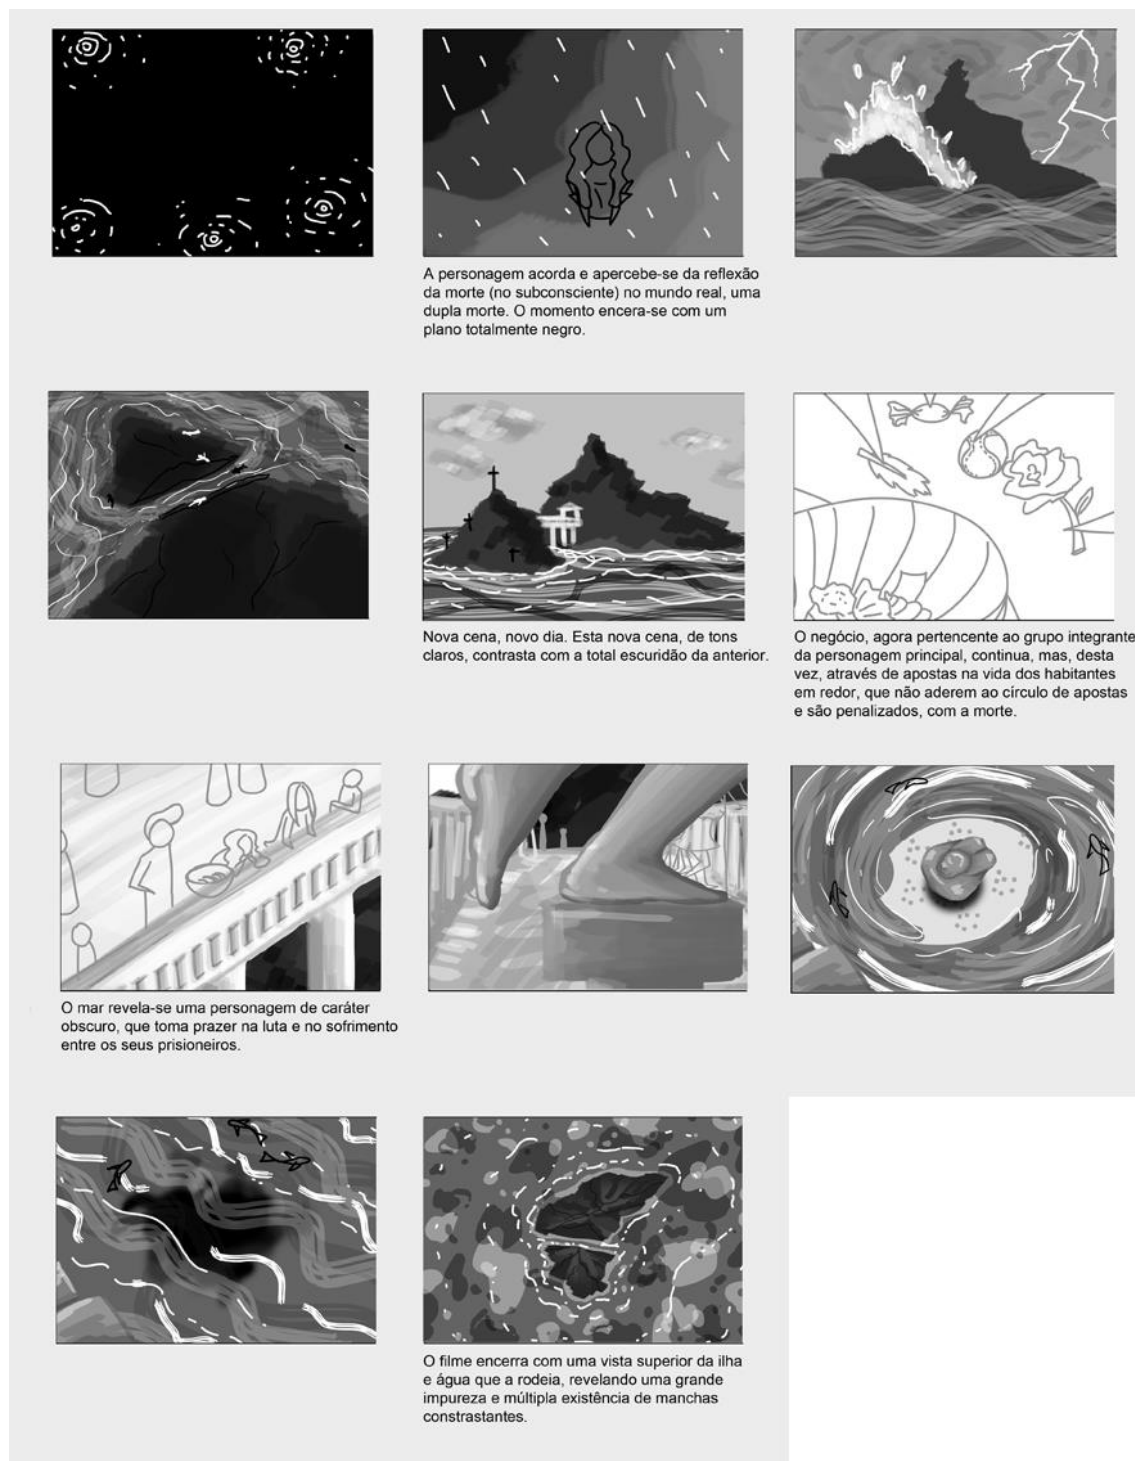 A personagem acorda e apercebe-se da reflexão
da morte (no subconsciente) no mundo real, uma
dupla morte. O momento encera-se com um
plano totalmente negro.
Nova cena, novo dia. Esta nova cena, de tons
claros, contrasta com a total escuridão da anterior.
O negócio, agora pertencente ao grupo integrante
da personagem principal, continua, mas, desta
vez, através de apostas na vida dos habitantes
em redor, que não aderem ao círculo de apostas
e são penalizados, com a morte.
O mar revela-se uma personagem de caráter
obscuro, que toma prazer na luta e no sofrimento
entre os seus prisioneiros.
O filme encerra com uma vista superior da ilha
e água que a rodeia, revelando uma grande
impureza e múltipla existência de manchas
constrastantes.